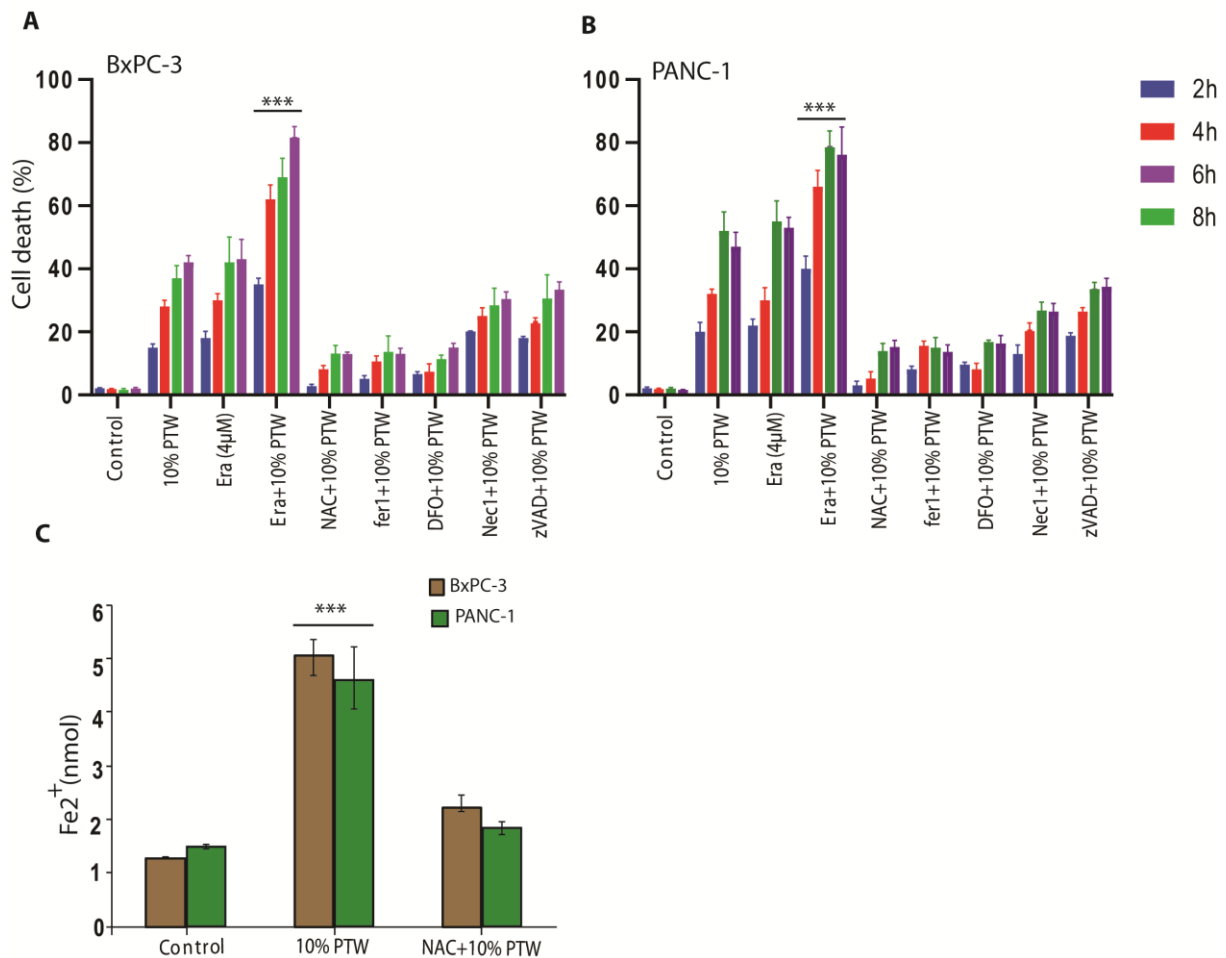 A
BxPC-3
Cell death (%)
100
80
60
40
20
0
***
Control
10% PTW
Era (4µM)
Era+10% PTW
NAC+10% PTW
fer1+10% PTW
DFO+10% PTW
Nec1+10% PTW
zVAD+10% PTW
B
PANC-1
100
80
60
40
20
0
***
Control
10% PTW
Era (4µM)
Era+10% PTW
NAC+10% PTW
fer1+10% PTW
DFO+10% PTW
Nec1+10% PTW
zVAD+10% PTW
2h
4h
6h
8h
C
BxPC-3
PANC-1
Fe2⁺(nmol)
6
5
4
3
2
1
0
***
Control
10% PTW
NAC+10% PTW